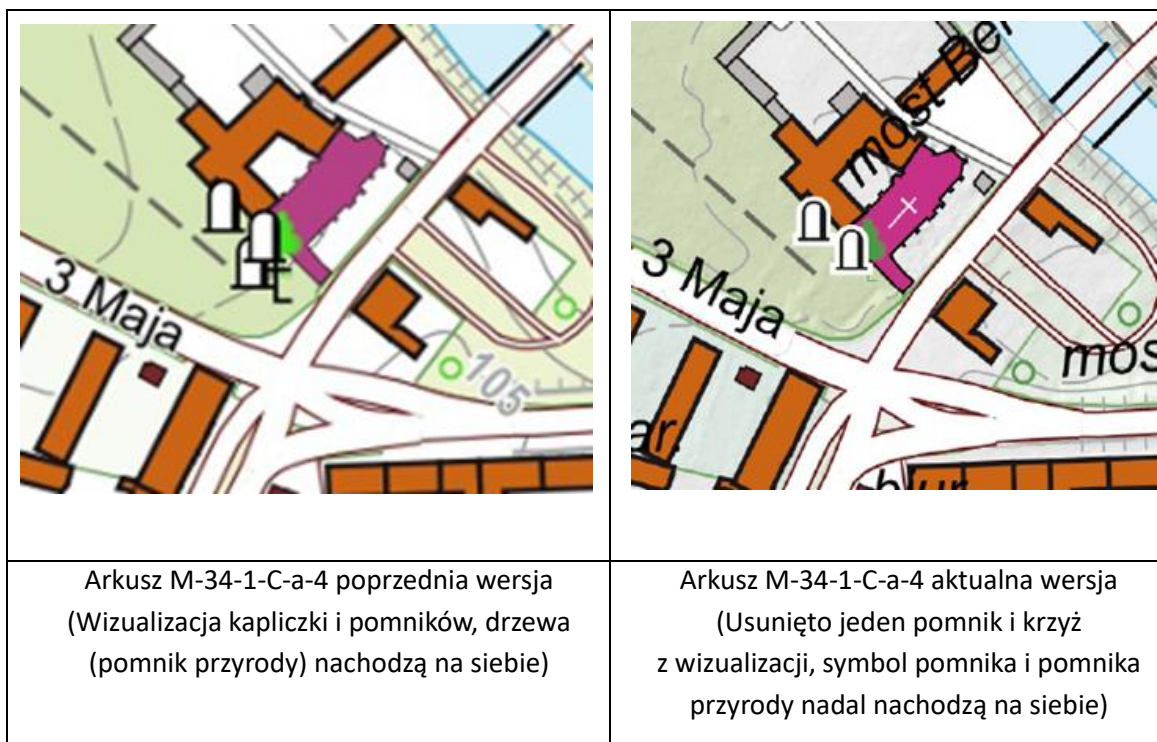 3 Maja
105
most Ber
3 Maja
mos
ar.
biur
Arkusz M-34-1-C-a-4 poprzednia wersja
(Wizualizacja kapliczki i pomników, drzewa
(pomnik przyrody) nachodzą na siebie)
Arkusz M-34-1-C-a-4 aktualna wersja
(Usunięto jeden pomnik i krzyż
z wizualizacji, symbol pomnika i pomnika
przyrody nadal nachodzą na siebie)